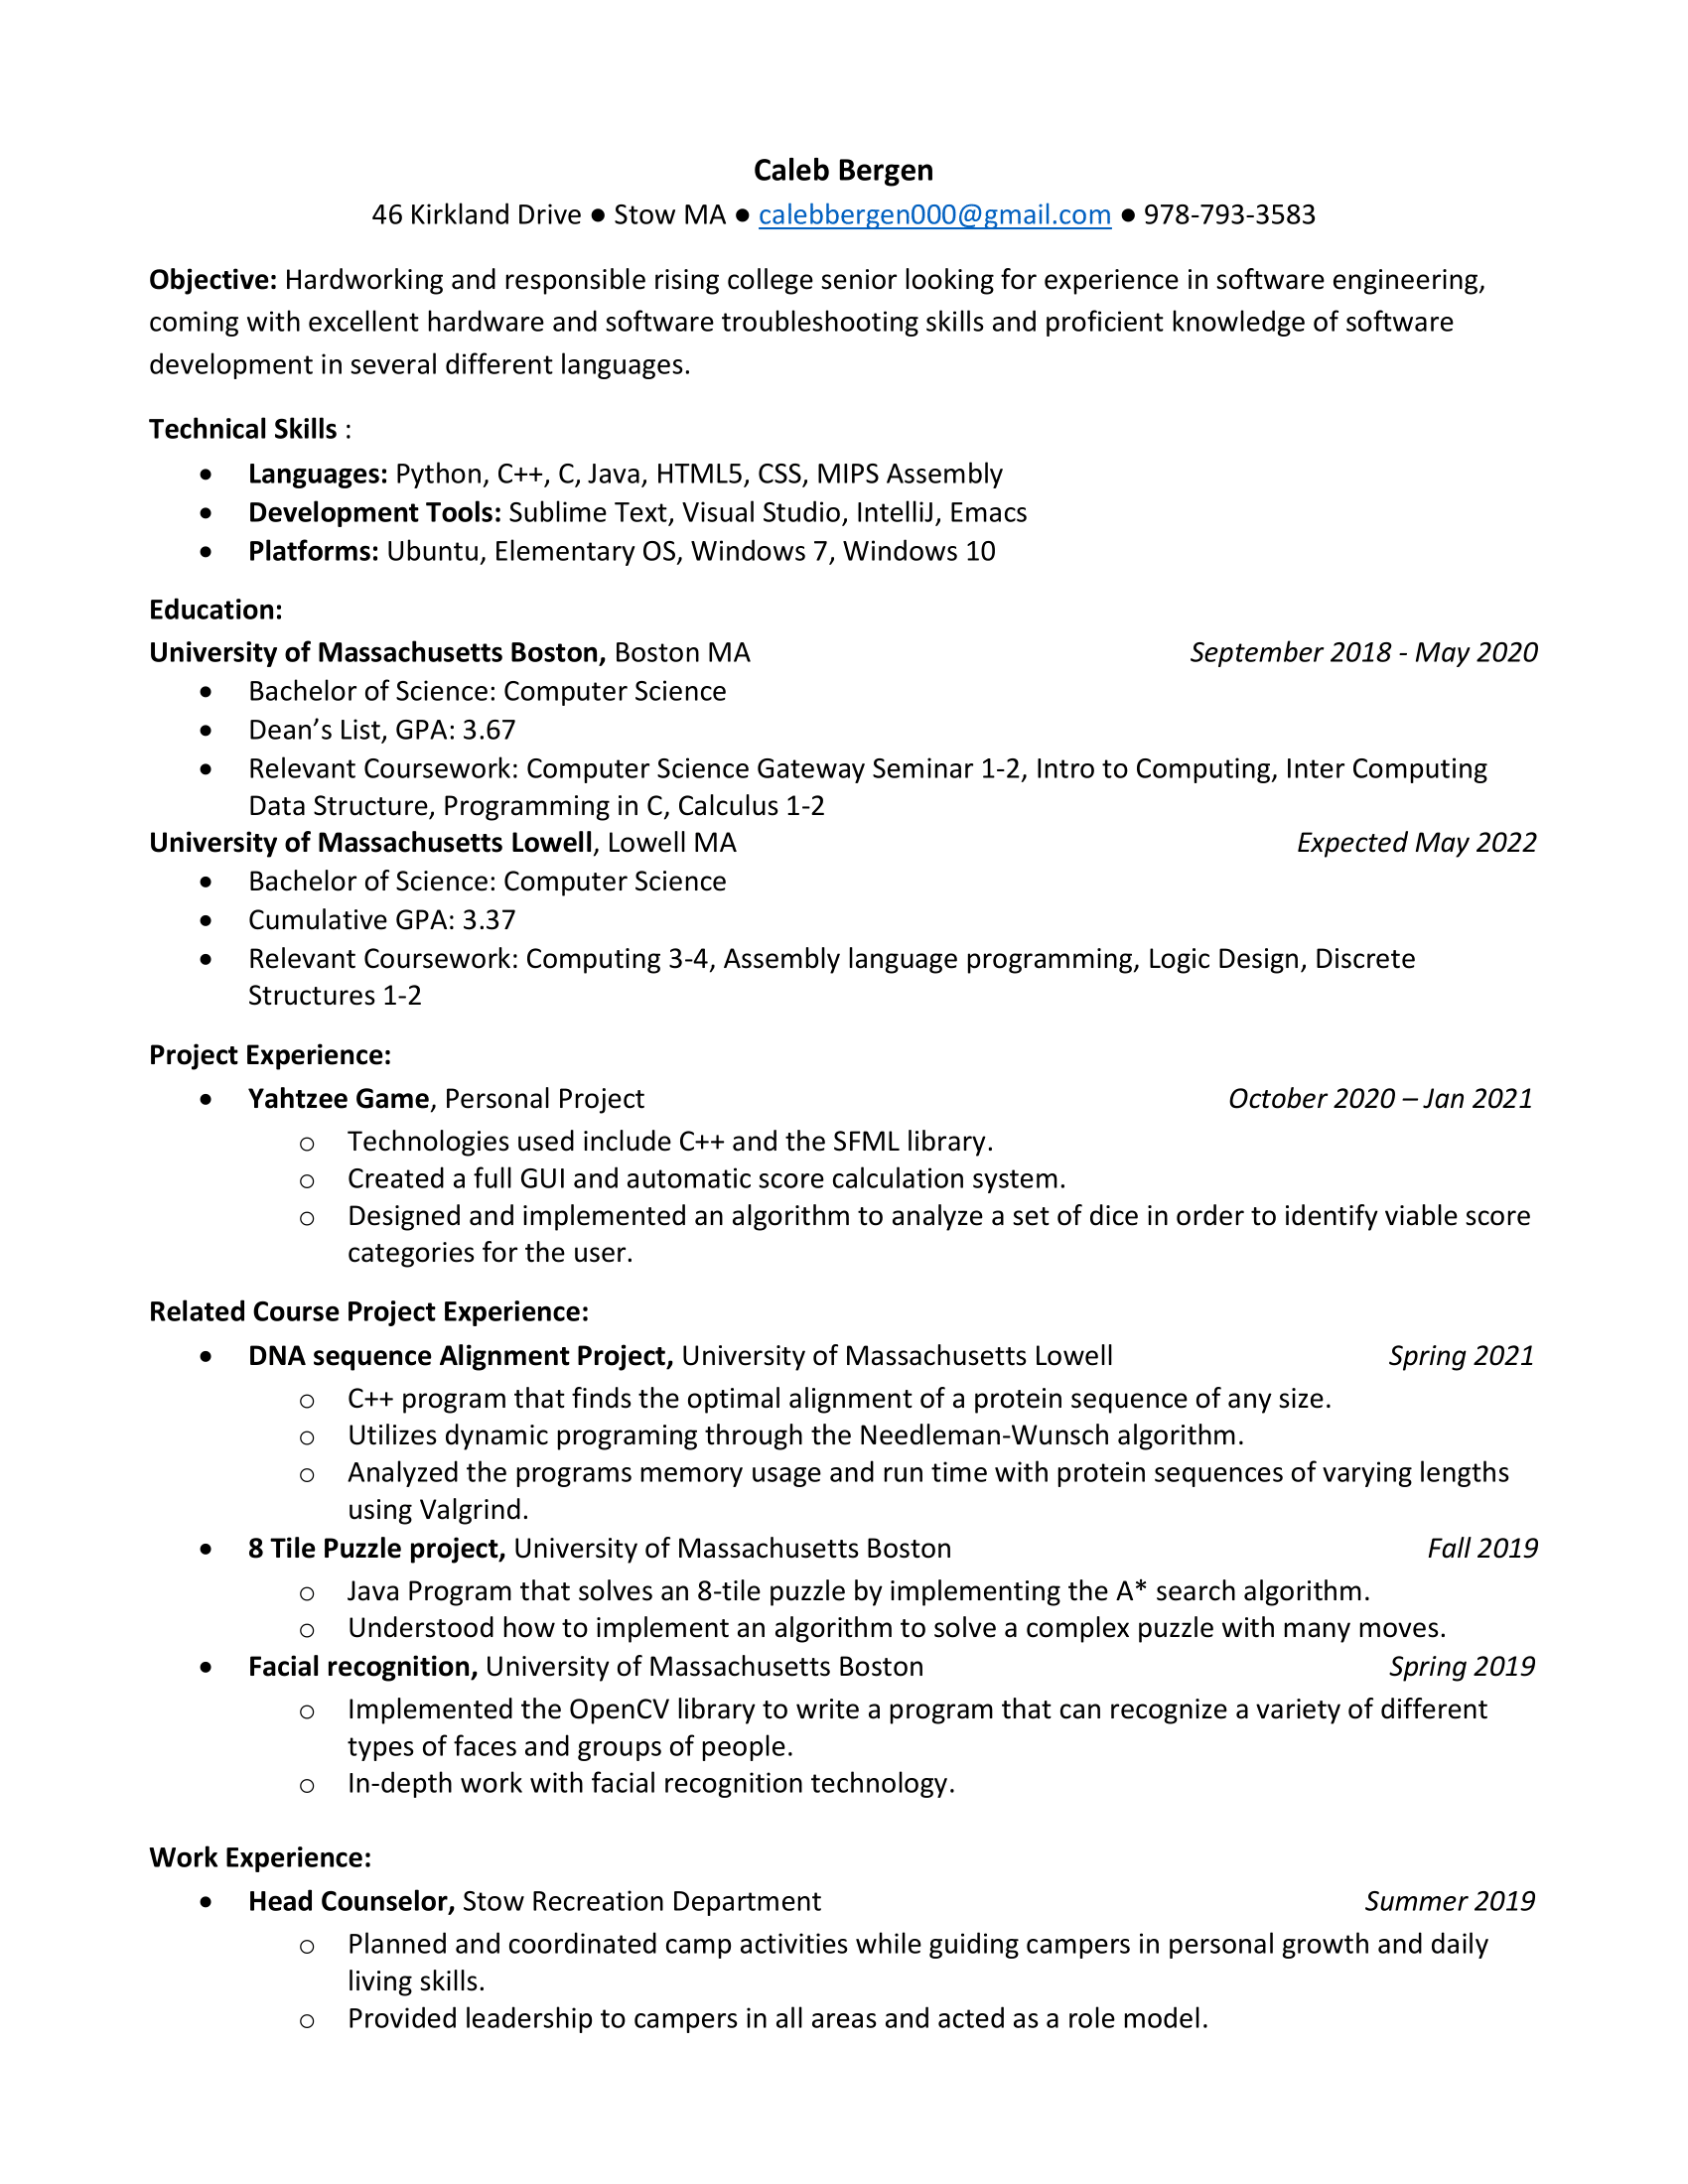 Caleb Bergen
46 Kirkland Drive ● Stow MA ● calebbergen000@gmail.com ● 978-793-3583
Objective: Hardworking and responsible rising college senior looking for experience in software engineering,
coming with excellent hardware and software troubleshooting skills and proficient knowledge of software
development in several different languages.
Technical Skills :
• Languages: Python, C++, C, Java, HTML5, CSS, MIPS Assembly
• Development Tools: Sublime Text, Visual Studio, IntelliJ, Emacs
• Platforms: Ubuntu, Elementary OS, Windows 7, Windows 10
Education:
University of Massachusetts Boston, Boston MA September 2018 - May 2020
• Bachelor of Science: Computer Science
• Dean’s List, GPA: 3.67
• Relevant Coursework: Computer Science Gateway Seminar 1-2, Intro to Computing, Inter Computing
Data Structure, Programming in C, Calculus 1-2
University of Massachusetts Lowell, Lowell MA Expected May 2022
• Bachelor of Science: Computer Science
• Cumulative GPA: 3.37
• Relevant Coursework: Computing 3-4, Assembly language programming, Logic Design, Discrete
Structures 1-2
Project Experience:
• Yahtzee Game, Personal Project October 2020 – Jan 2021
o Technologies used include C++ and the SFML library.
o Created a full GUI and automatic score calculation system.
o Designed and implemented an algorithm to analyze a set of dice in order to identify viable score
categories for the user.
Related Course Project Experience:
• DNA sequence Alignment Project, University of Massachusetts Lowell Spring 2021
o C++ program that finds the optimal alignment of a protein sequence of any size.
o Utilizes dynamic programing through the Needleman-Wunsch algorithm.
o Analyzed the programs memory usage and run time with protein sequences of varying lengths
using Valgrind.
• 8 Tile Puzzle project, University of Massachusetts Boston Fall 2019
o Java Program that solves an 8-tile puzzle by implementing the A* search algorithm.
o Understood how to implement an algorithm to solve a complex puzzle with many moves.
• Facial recognition, University of Massachusetts Boston Spring 2019
o Implemented the OpenCV library to write a program that can recognize a variety of different
types of faces and groups of people.
o In-depth work with facial recognition technology.
Work Experience:
• Head Counselor, Stow Recreation Department Summer 2019
o Planned and coordinated camp activities while guiding campers in personal growth and daily
living skills.
o Provided leadership to campers in all areas and acted as a role model.